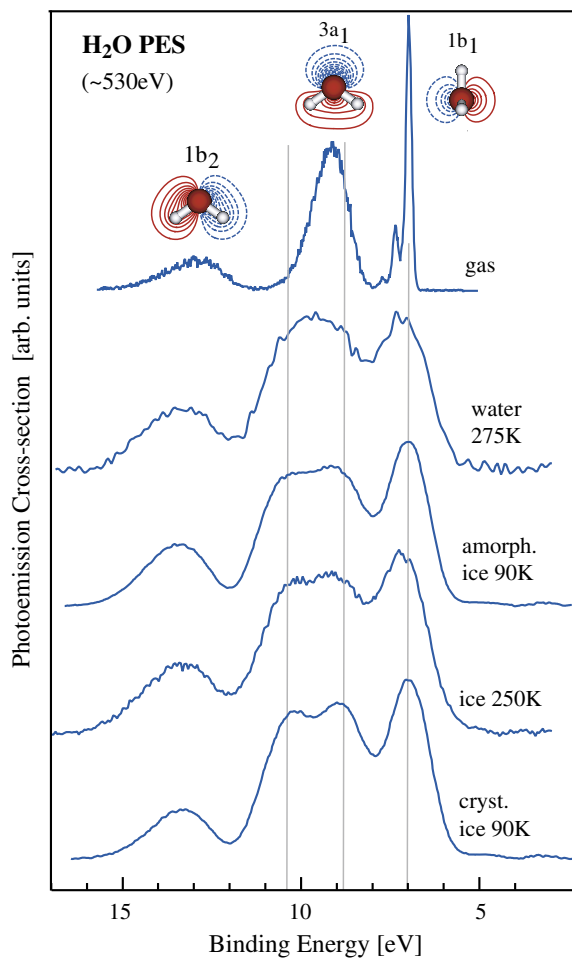 H₂O PES
(~530eV)
3a₁
1b₁
1b₂
gas
water
275K
amorph.
ice 90K
ice 250K
cryst.
ice 90K
Photoemission Cross-section [arb. units]
15
10
5
Binding Energy [eV]